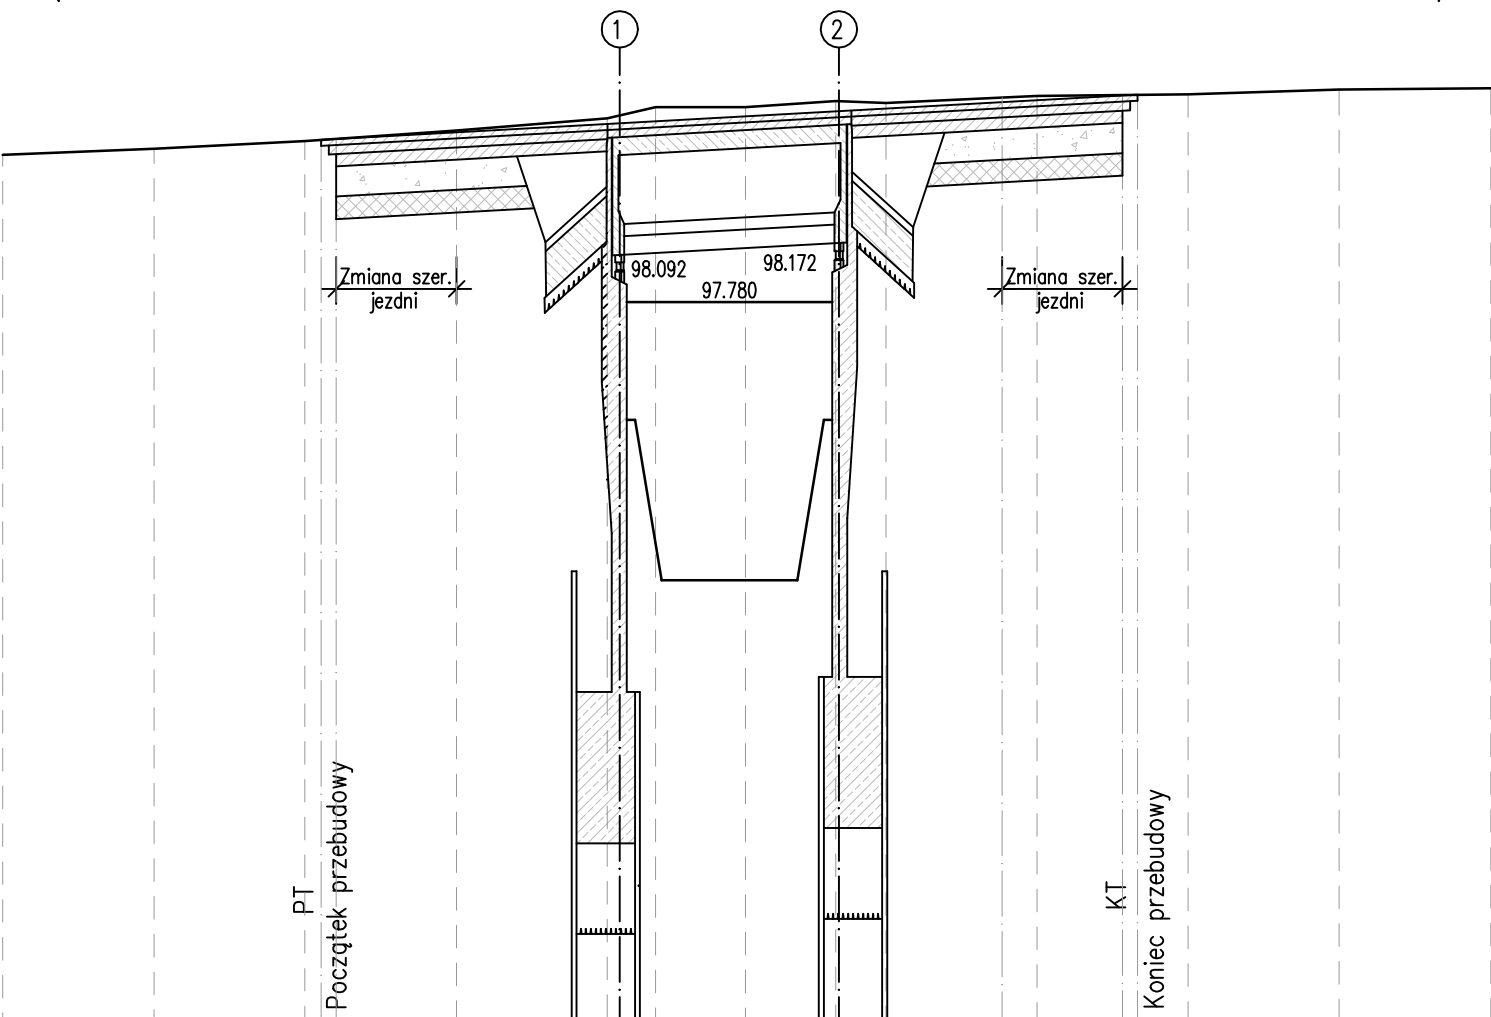 1
2
98.092
98.172
97.780
Zmiana szer.
jezdni
Zmiana szer.
jezdni
PT
Początek przebudowy
KT
Koniec przebudowy